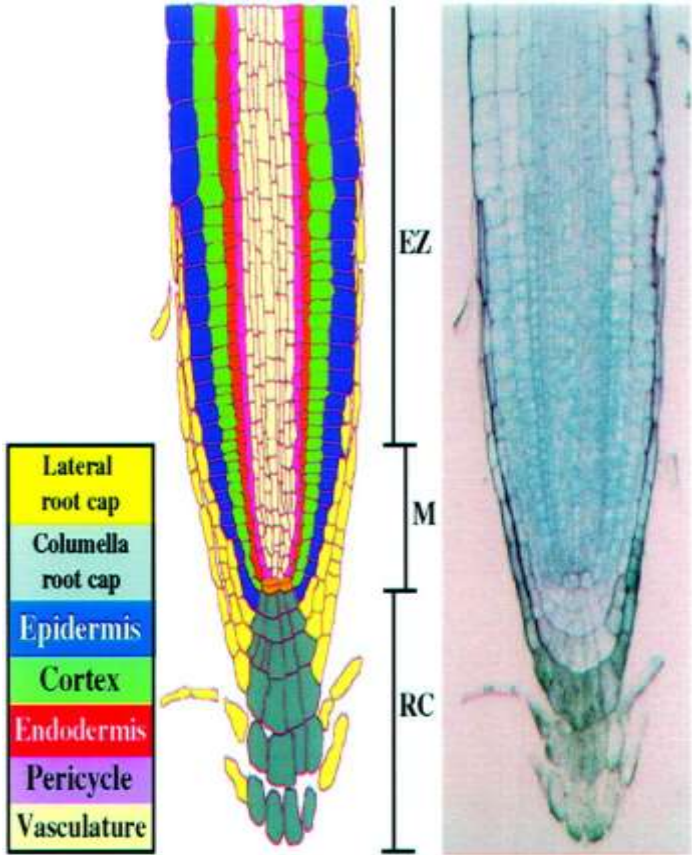 EZ
Lateral
root cap
Columella
root cap
Epidermis
Cortex
Endodermis
Pericycle
Vasculature
M
RC